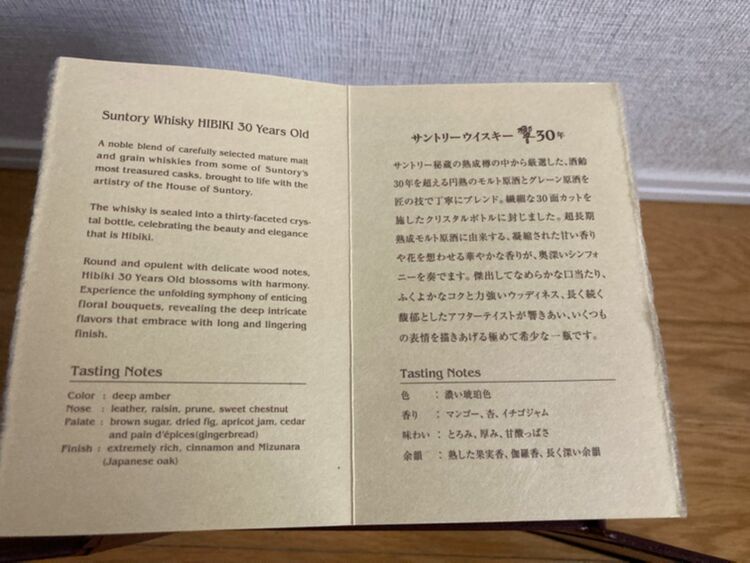 Suntory Whisky HIBIKI 30 Years Old
A noble blend of carefully selected mature malt
and grain whiskies from some of Suntory's
most treasured casks, brought to life with the
artistry of the House of Suntory.
The whisky is sealed into a thirty-faceted crys-
tal bottle, celebrating the beauty and elegance
that is Hibiki.
Round and opulent with delicate wood notes,
Hibiki 30 Years Old blossoms with harmony.
Experience the unfolding symphony of enticing
floral bouquets, revealing the deep intricate
flavors that embrace with long and lingering
finish.
Tasting Notes
Color : deep amber
Nose : leather, raisin, prune, sweet chestnut
Palate : brown sugar, dried fig, apricot jam, cedar
and pain d'épices(gingerbread)
Finish : extremely rich, cinnamon and Mizunara
(Japanese oak)
サントリーウイスキー 響30年
サントリー秘蔵の熟成樽の中から厳選した、酒齢
30年を超える円熟のモルト原酒とグレーン原酒を
匠の技で丁寧にブレンド。繊細な30面カットを
施したクリスタルボトルに封じました。超長期
熟成モルト原酒に由来する、凝縮された甘い香り
や花を想わせる華やかな香りが、奥深いシンフォ
ニーを奏でます。傑出してなめらかな口当たり、
ふくよかなコクと力強いウッディネス、長く続く
馥郁としたアフターテイストが響きあい、いくつも
の表情を描きあげる極めて希少な一瓶です。
Tasting Notes
色 : 濃い琥珀色
香り : マンゴー、杏、イチゴジャム
味わい : とろみ、厚み、甘酸っぱさ
余韻 : 熟した果実香、伽羅香、長く深い余韻